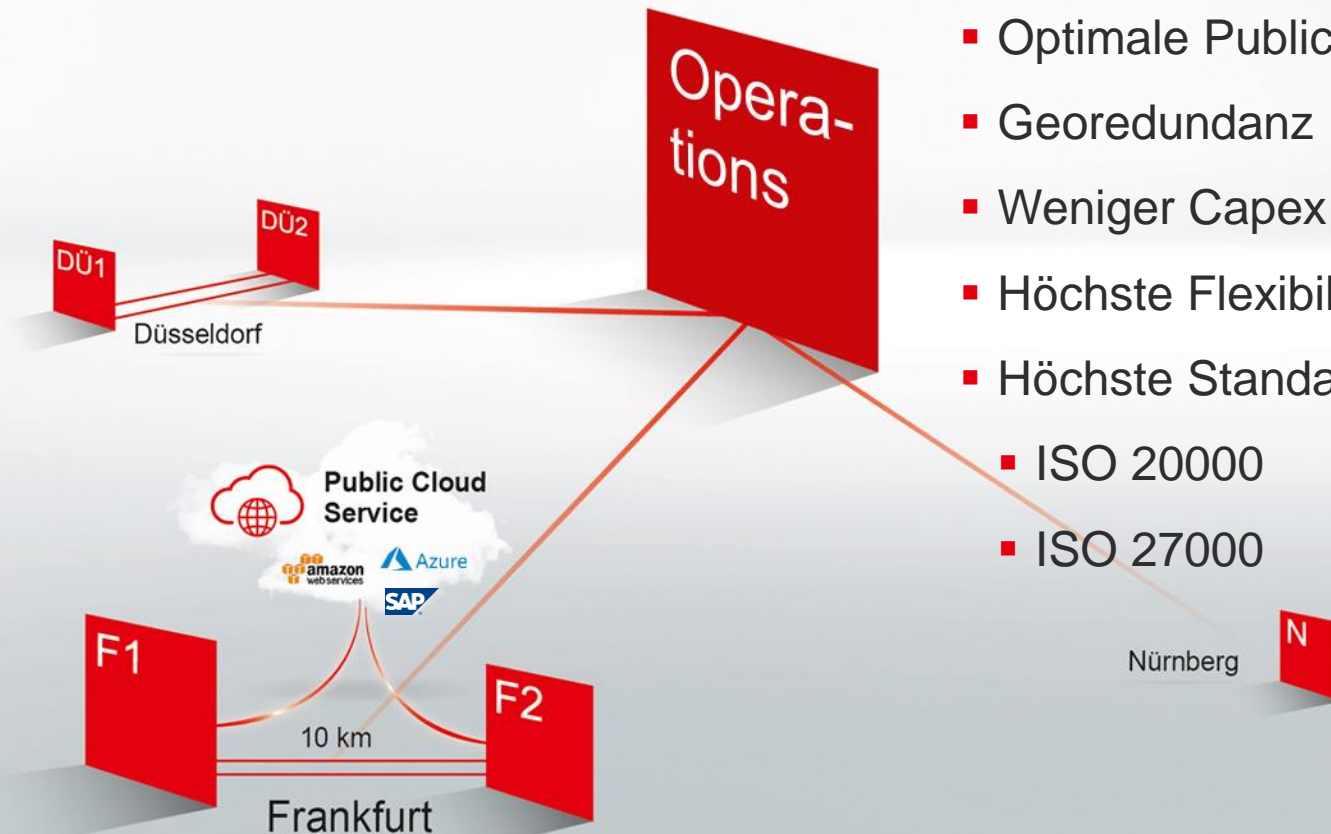 Opera-
tions
DÜ1
DÜ2
Düsseldorf
Public Cloud
Service
amazon
webservices
Azure
SAP
F1
F2
10 km
Frankfurt
Optimale Public
Georedundanz
Weniger Capex
Höchste Flexibil
Höchste Standa
ISO 20000
ISO 27000
Nürnberg
N